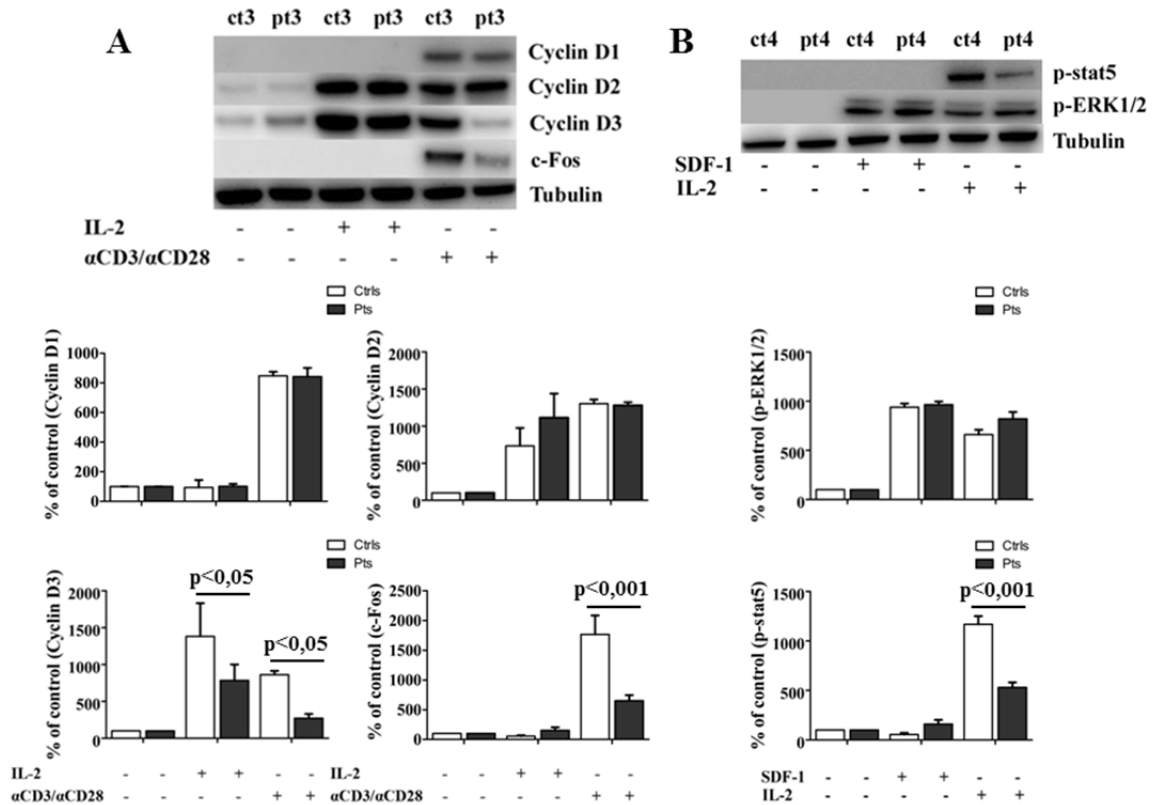 A
ct3 pt3 ct3 pt3 ct3 pt3
Cyclin D1
Cyclin D2
Cyclin D3
c-Fos
Tubulin
IL-2 - - + + - -
αCD3/αCD28 - - - - + +
B
ct4 pt4 ct4 pt4 ct4 pt4
p-stat5
p-ERK1/2
Tubulin
SDF-1 - - + + - -
IL-2 - - - - + +
Ctrls
Pts
% of control (Cyclin D1)
1000
800
600
400
200
0
% of control (Cyclin D2)
2000
1500
1000
500
0
Ctrls
Pts
% of control (p-ERK1/2)
1500
1000
500
0
Ctrls
Pts
% of control (Cyclin D3)
2000
1500
1000
500
0
p<0,05
p<0,05
IL-2 - - + + - -
αCD3/αCD28 - - - - + +
% of control (c-Fos)
2500
2000
1500
1000
500
0
p<0,001
IL-2 - - + + - -
αCD3/αCD28 - - - - + +
Ctrls
Pts
% of control (p-stat5)
1500
1000
500
0
p<0,001
SDF-1 - - + + - -
IL-2 - - - - + +